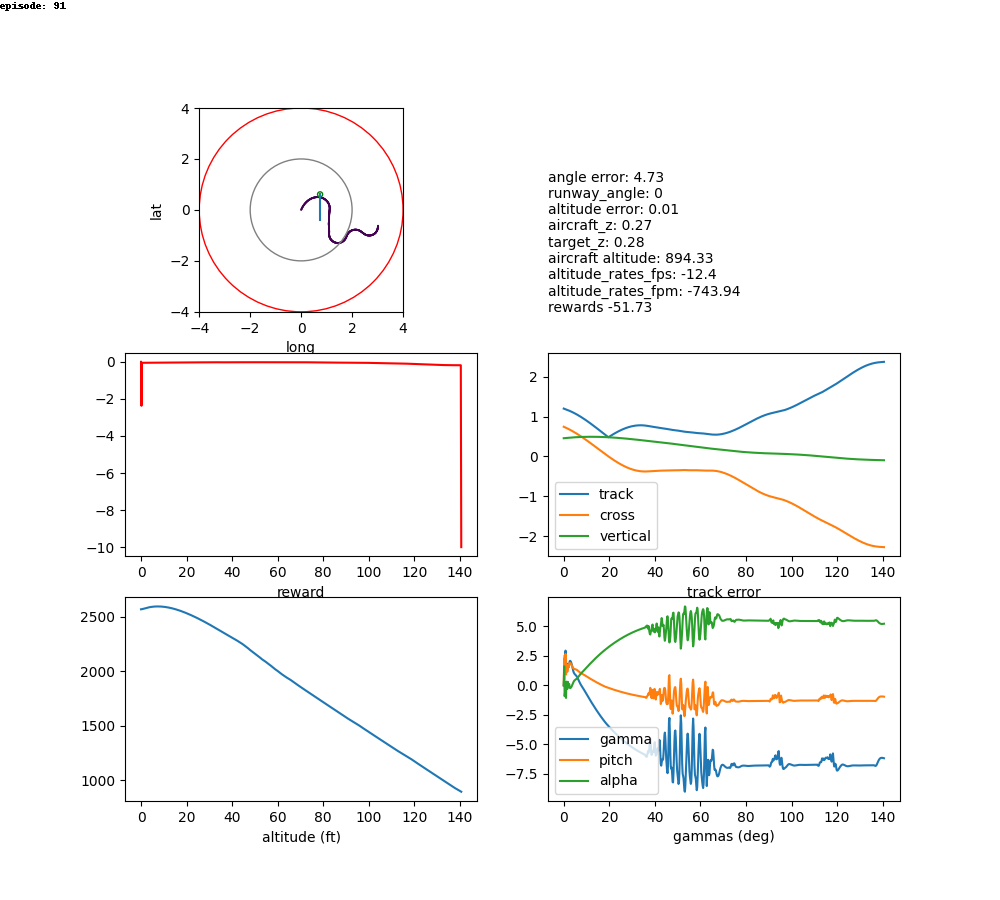 episode: 91
4
2
0
−2
−4
lat
−4 −2 0 2 4
long
angle error: 4.73
runway_angle: 0
altitude error: 0.01
aircraft_z: 0.27
target_z: 0.28
aircraft altitude: 894.33
altitude_rates_fps: -12.4
altitude_rates_fpm: -743.94
rewards -51.73
0
−2
−4
−6
−8
−10
0 20 40 60 80 100 120 140
reward
2
1
0
−1
−2
track
cross
vertical
0 20 40 60 80 100 120 140
track error
2500
2000
1500
1000
0 20 40 60 80 100 120 140
altitude (ft)
5.0
2.5
0.0
−2.5
−5.0
−7.5
gamma
pitch
alpha
0 20 40 60 80 100 120 140
gammas (deg)